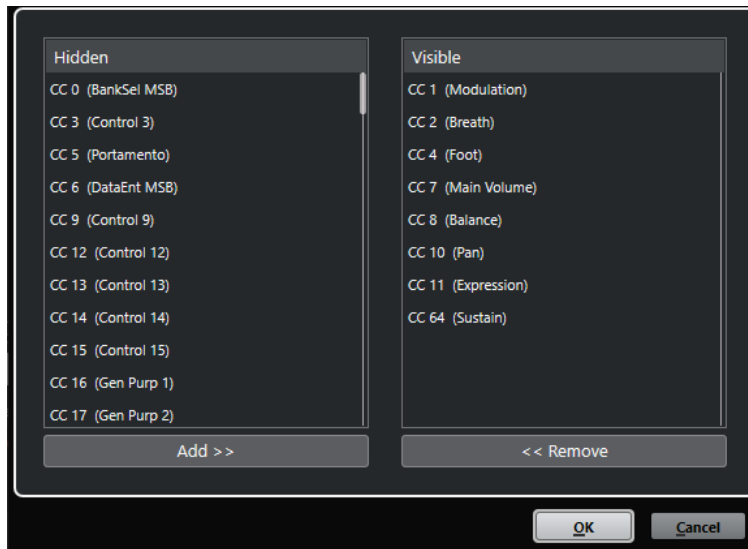 Hidden
CC 0 (BankSel MSB)
CC 3 (Control 3)
CC 5 (Portamento)
CC 6 (DataEnt MSB)
CC 9 (Control 9)
CC 12 (Control 12)
CC 13 (Control 13)
CC 14 (Control 14)
CC 15 (Control 15)
CC 16 (Gen Purp 1)
CC 17 (Gen Purp 2)
Add >>
Visible
CC 1 (Modulation)
CC 2 (Breath)
CC 4 (Foot)
CC 7 (Main Volume)
CC 8 (Balance)
CC 10 (Pan)
CC 11 (Expression)
CC 64 (Sustain)
<< Remove
OK
Cancel